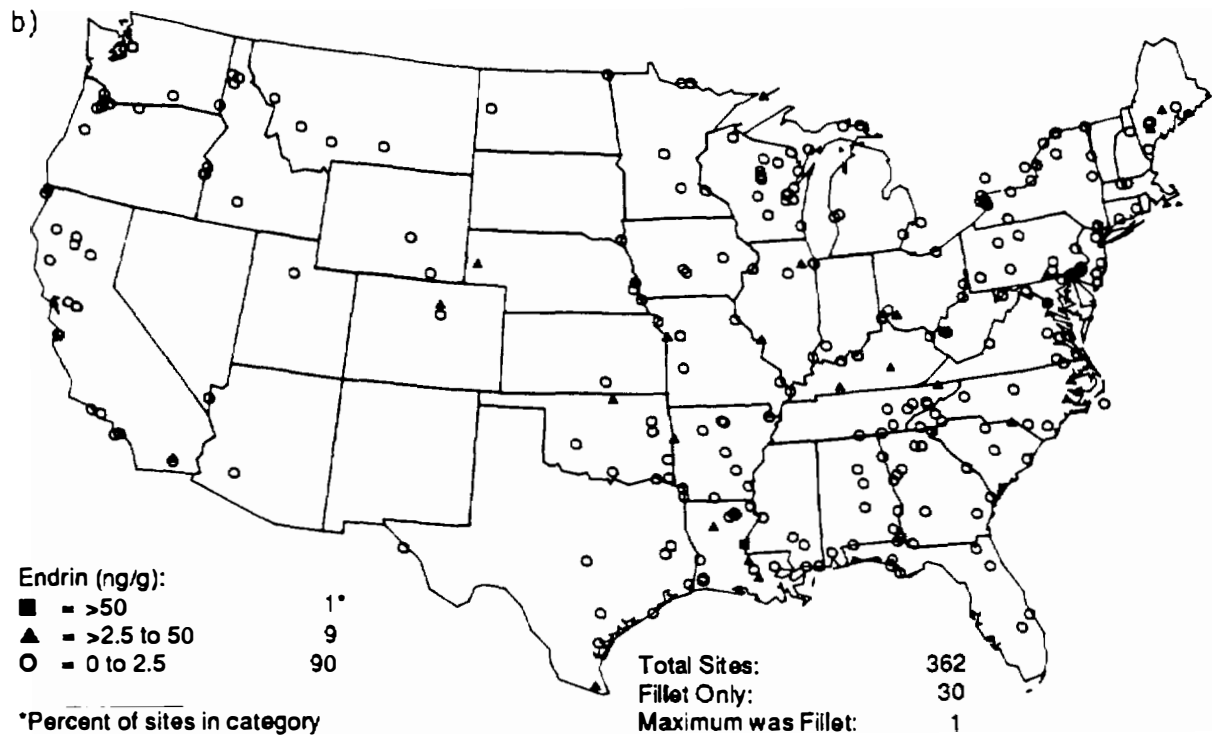 b)
Endrin (ng/g):
■ = >50 1*
▲ = >2.5 to 50 9
O = 0 to 2.5 90
*Percent of sites in category
Total Sites: 362
Fillet Only: 30
Maximum was Fillet: 1